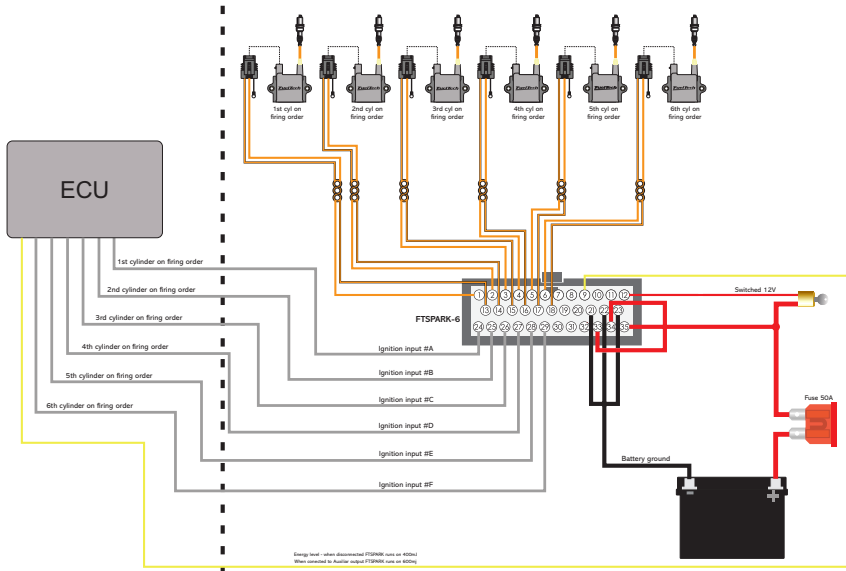 FuelTech
FuelTech
FuelTech
FuelTech
FuelTech
FuelTech
1st cyl on
firing order
2nd cyl on
firing order
3rd cyl on
firing order
4th cyl on
firing order
5th cyl on
firing order
6th cyl on
firing order
ECU
1st cylinder on firing order
2nd cylinder on firing order
3rd cylinder on firing order
4th cylinder on firing order
5th cylinder on firing order
6th cylinder on firing order
FTSPARK-6
1 2 3 4 5 6 7 8 9 10 11 12
13 14 15 16 17 18 19 20 21 22 23
24 25 26 27 28 29 30 31 32 33 34 35
Switched 12V
Ignition input #A
Ignition input #B
Ignition input #C
Ignition input #D
Ignition input #E
Ignition input #F
Fuse 50A
Battery ground
- +
Energy level - when disconnected FTSPARK runs on 400mJ
When conected to Auxiliar output FTSPARK runs on 600mj